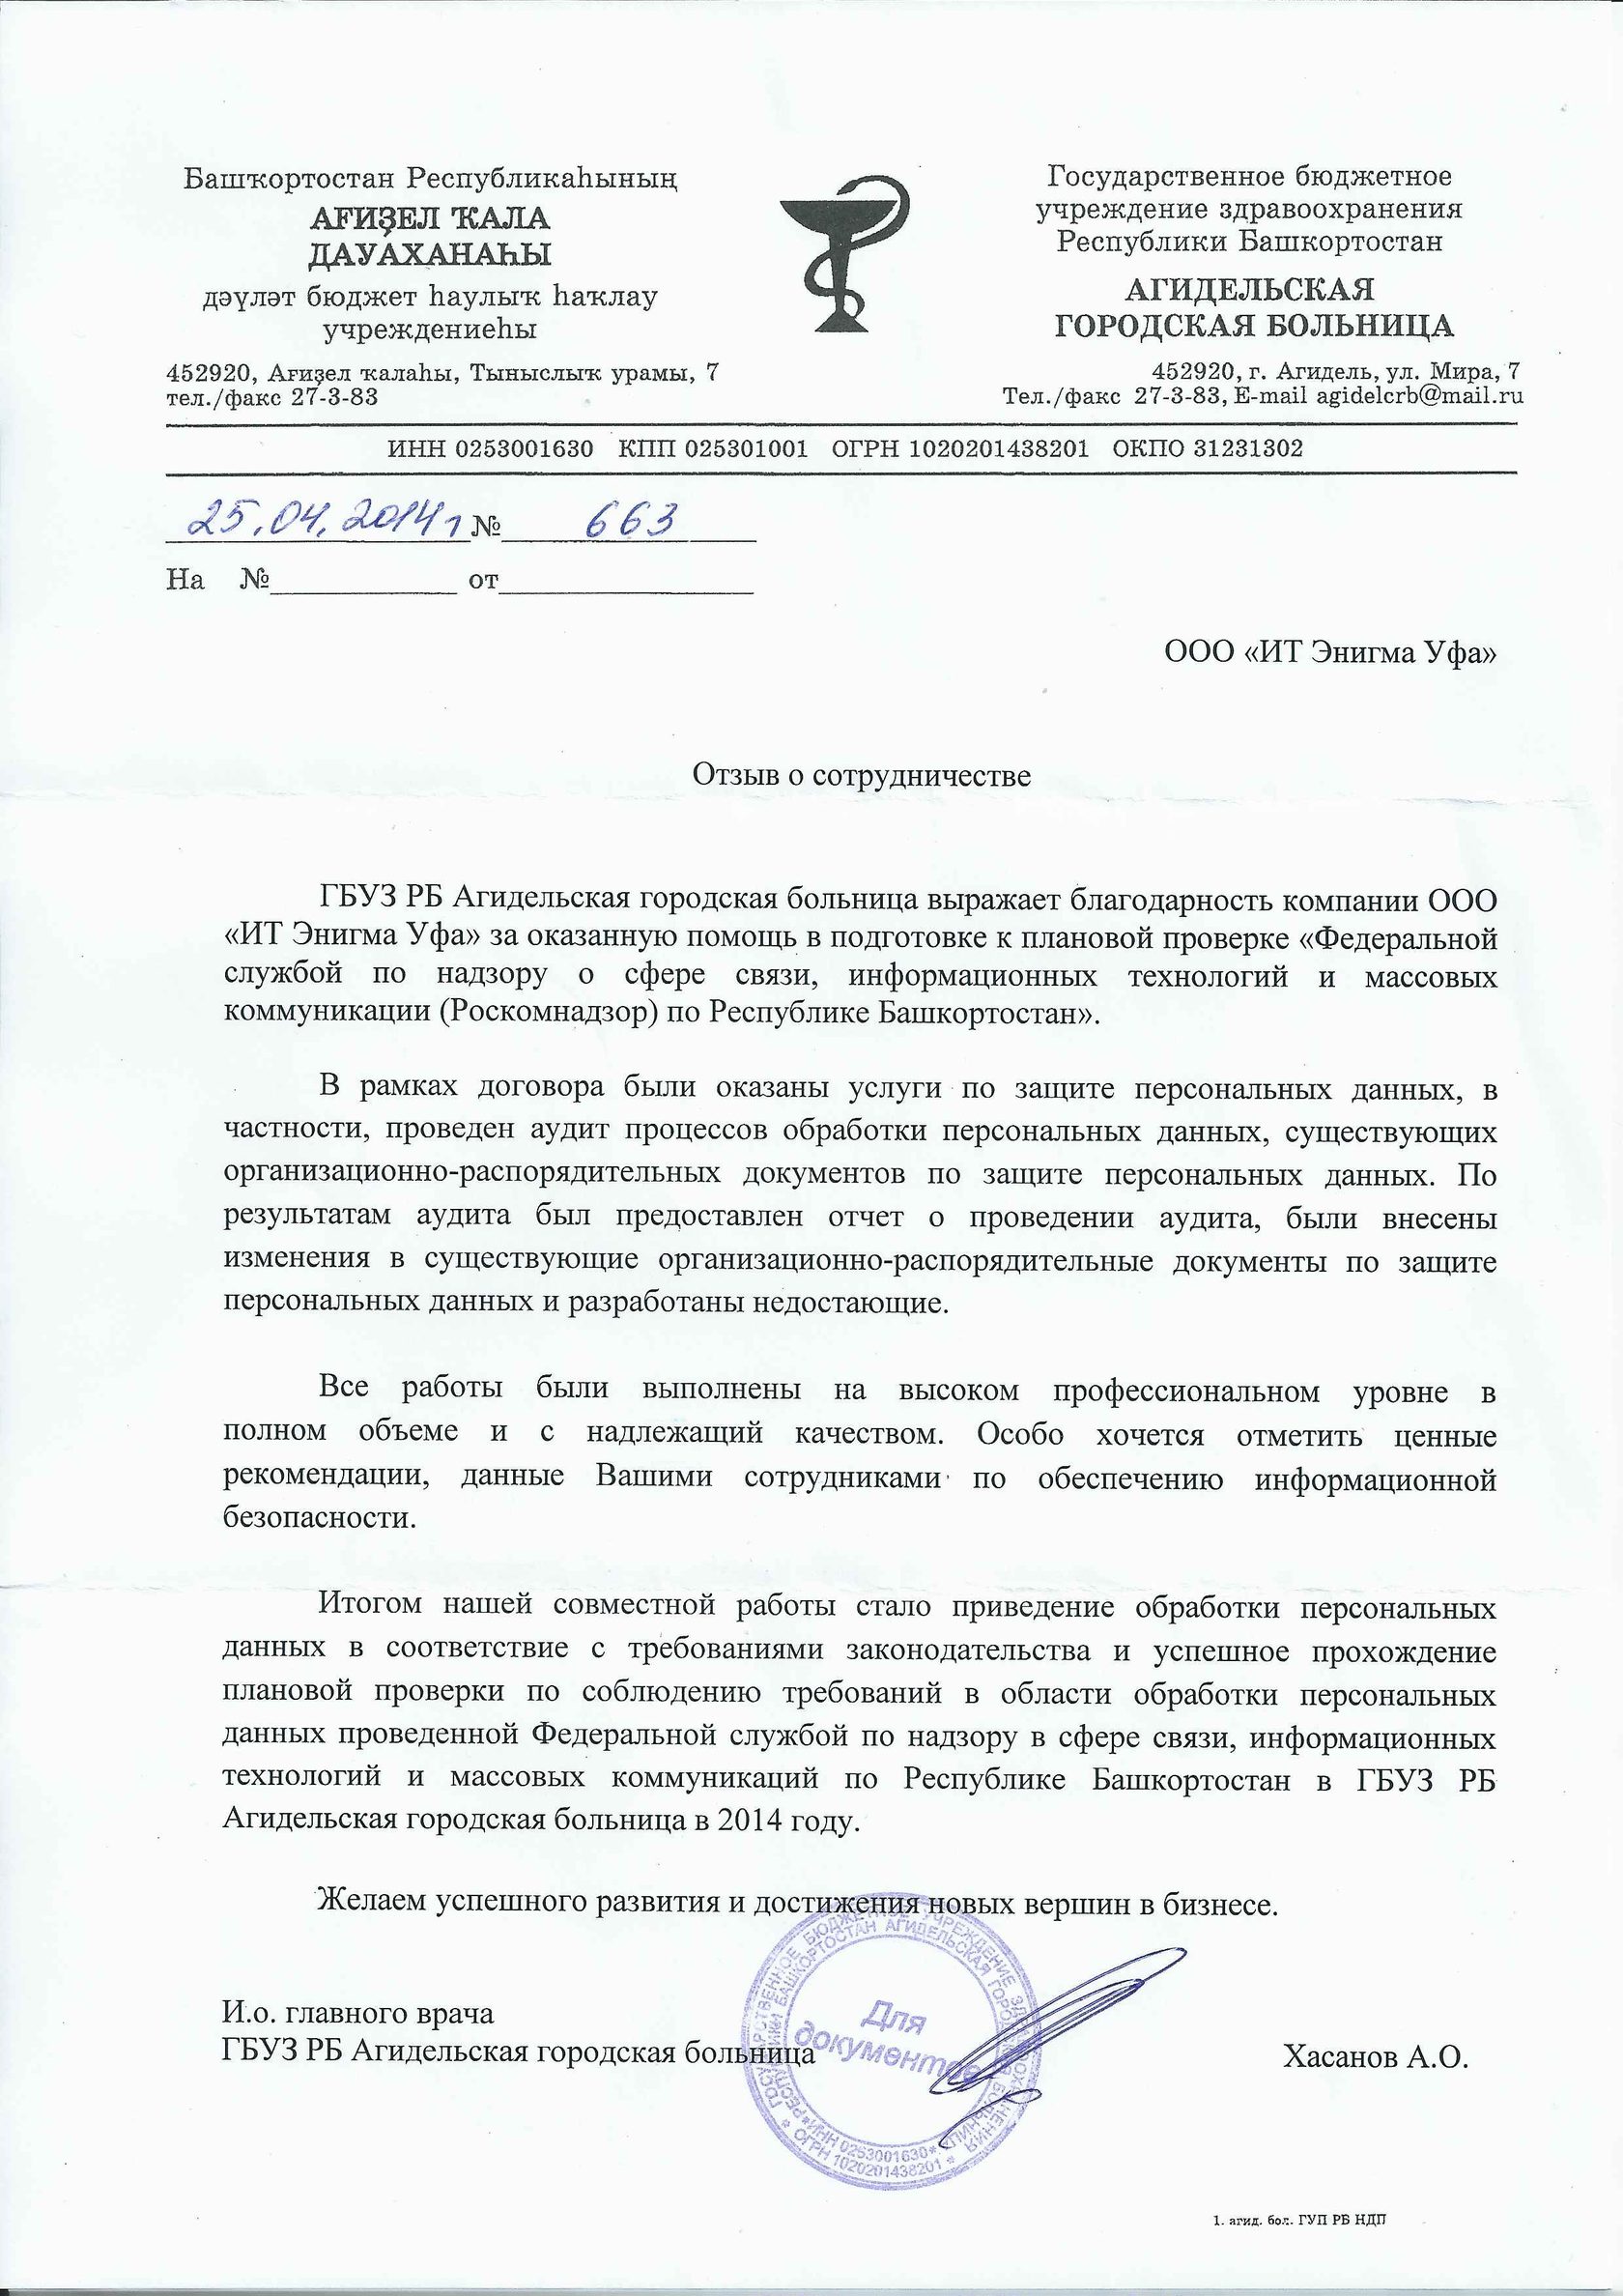 Башҡортостан Республикаһының
АҒИҘЕЛ ҠАЛА
ДАУАХАНАҺЫ
дәүләт бюджет һаулыҡ һаҡлау
учреждениеһы
452920, Ағиҙел ҡалаһы, Тыныслыҡ урамы, 7
тел./факс 27-3-83
Государственное бюджетное
учреждение здравоохранения
Республики Башкортостан
АГИДЕЛЬСКАЯ
ГОРОДСКАЯ БОЛЬНИЦА
452920, г. Агидель, ул. Мира, 7
Тел./факс 27-3-83, E-mail agidelcrb@mail.ru
ИНН 0253001630 КПП 025301001 ОГРН 1020201438201 ОКПО 31231302
25.04.2014г № 663
На № от
ООО «ИТ Энигма Уфа»
Отзыв о сотрудничестве
ГБУЗ РБ Агидельская городская больница выражает благодарность компании ООО
«ИТ Энигма Уфа» за оказанную помощь в подготовке к плановой проверке «Федеральной
службой по надзору о сфере связи, информационных технологий и массовых
коммуникации (Роскомнадзор) по Республике Башкортостан».
В рамках договора были оказаны услуги по защите персональных данных, в
частности, проведен аудит процессов обработки персональных данных, существующих
организационно-распорядительных документов по защите персональных данных. По
результатам аудита был предоставлен отчет о проведении аудита, были внесены
изменения в существующие организационно-распорядительные документы по защите
персональных данных и разработаны недостающие.
Все работы были выполнены на высоком профессиональном уровне в
полном объеме и с надлежащий качеством. Особо хочется отметить ценные
рекомендации, данные Вашими сотрудниками по обеспечению информационной
безопасности.
Итогом нашей совместной работы стало приведение обработки персональных
данных в соответствие с требованиями законодательства и успешное прохождение
плановой проверки по соблюдению требований в области обработки персональных
данных проведенной Федеральной службой по надзору в сфере связи, информационных
технологий и массовых коммуникаций по Республике Башкортостан в ГБУЗ РБ
Агидельская городская больница в 2014 году.
Желаем успешного развития и достижения новых вершин в бизнесе.
И.о. главного врача
ГБУЗ РБ Агидельская городская больница
Хасанов А.О.
ГОСУДАРСТВЕННОЕ БЮДЖЕТНОЕ УЧРЕЖДЕНИЕ ЗДРАВООХРАНЕНИЯ
* ОГРН 1020201438201 *
РЕСПУБЛИКИ БАШКОРТОСТАН АГИДЕЛЬСКАЯ ГОРОДСКАЯ БОЛЬНИЦА
*ИНН 0253001630*
Для
документов
1. агид. бол. ГУП РБ НДП